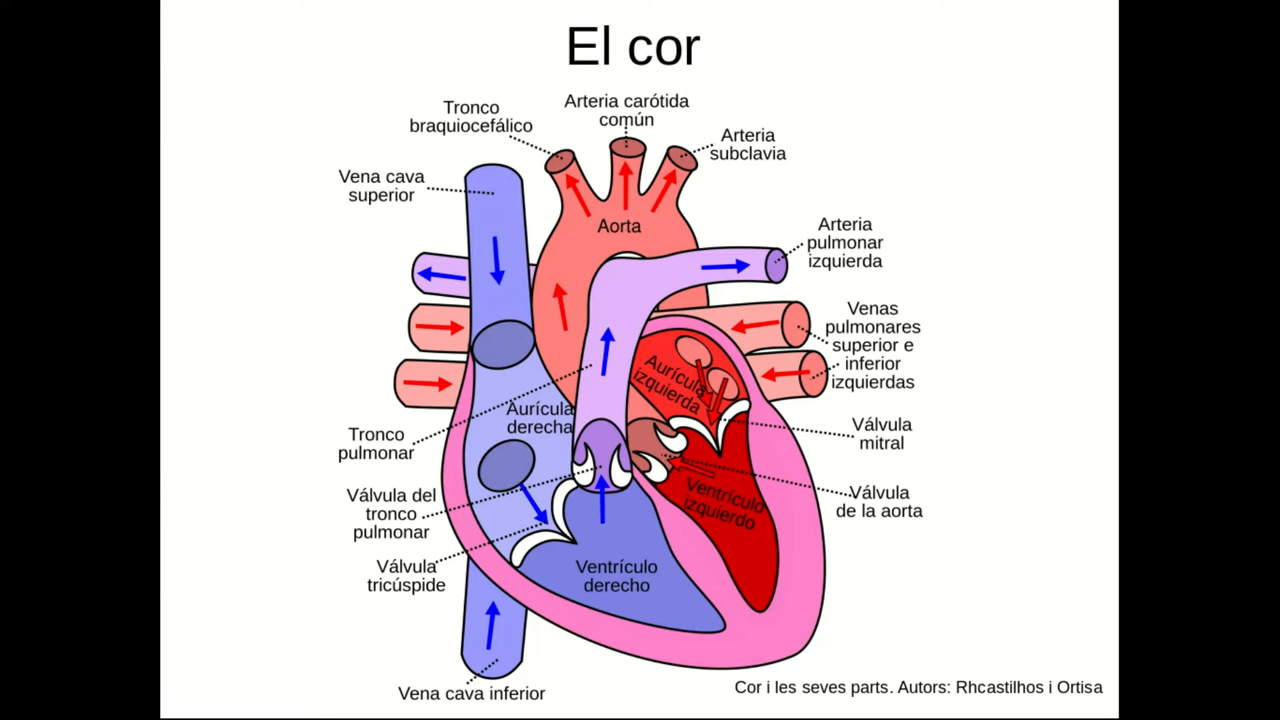 El cor
Tronco
braquiocefálico
Arteria carótida
común
Arteria
subclavia
Vena cava
superior
Aorta
Arteria
pulmonar
izquierda
Venas
pulmonares
superior e
inferior
izquierdas
Aurícula
izquierda
Aurícula
derecha
Tronco
pulmonar
Válvula
mitral
Válvula del
tronco
pulmonar
Ventrículo
izquierdo
Válvula
de la aorta
Válvula
tricúspide
Ventrículo
derecho
Vena cava inferior
Cor i les seves parts. Autors: Rhcastilhos i Ortisa